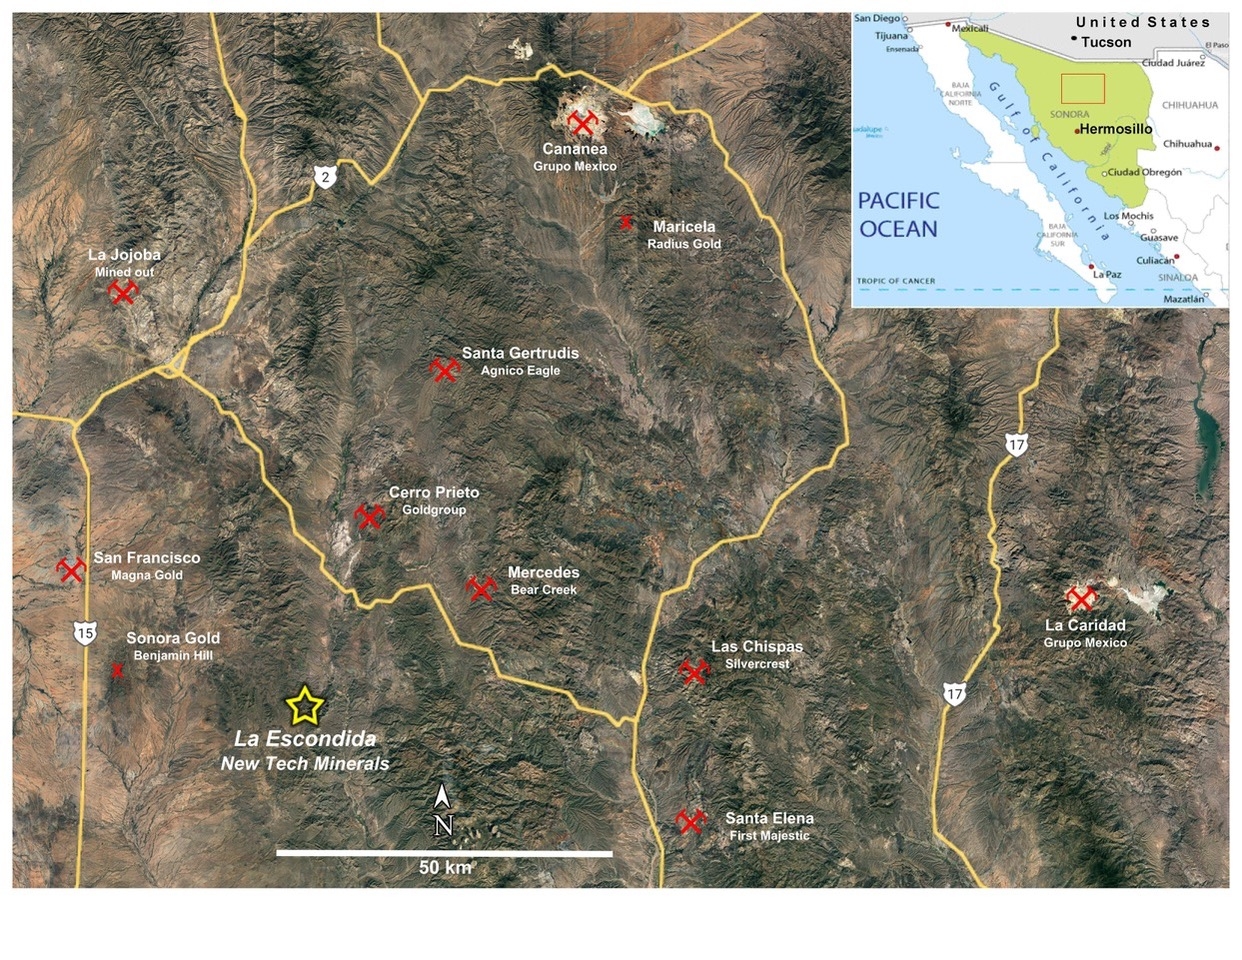 2
Cananea
Grupo Mexico
Maricela
Radius Gold
La Jojoba
Mined out
Santa Gertrudis
Agnico Eagle
17
Cerro Prieto
Goldgroup
San Francisco
Magna Gold
Mercedes
Bear Creek
La Caridad
Grupo Mexico
15
Sonora Gold
Benjamin Hill
Las Chispas
Silvercrest
17
La Escondida
New Tech Minerals
N
Santa Elena
First Majestic
50 km
United States
San Diego
Mexicali
Tijuana
Tucson
Ensenada
El Paso
Ciudad Juárez
BAJA
CALIFORNIA
NORTE
Gulf of California
CHIHUAHUA
SONORA
Hermosillo
Chihuahua
Ciudad Obregón
PACIFIC
OCEAN
Los Mochis
BAJA
CALIFORNIA
SUR
Guasave
Culiacán
La Paz
SINALOA
TROPIC OF CANCER
Mazatlán